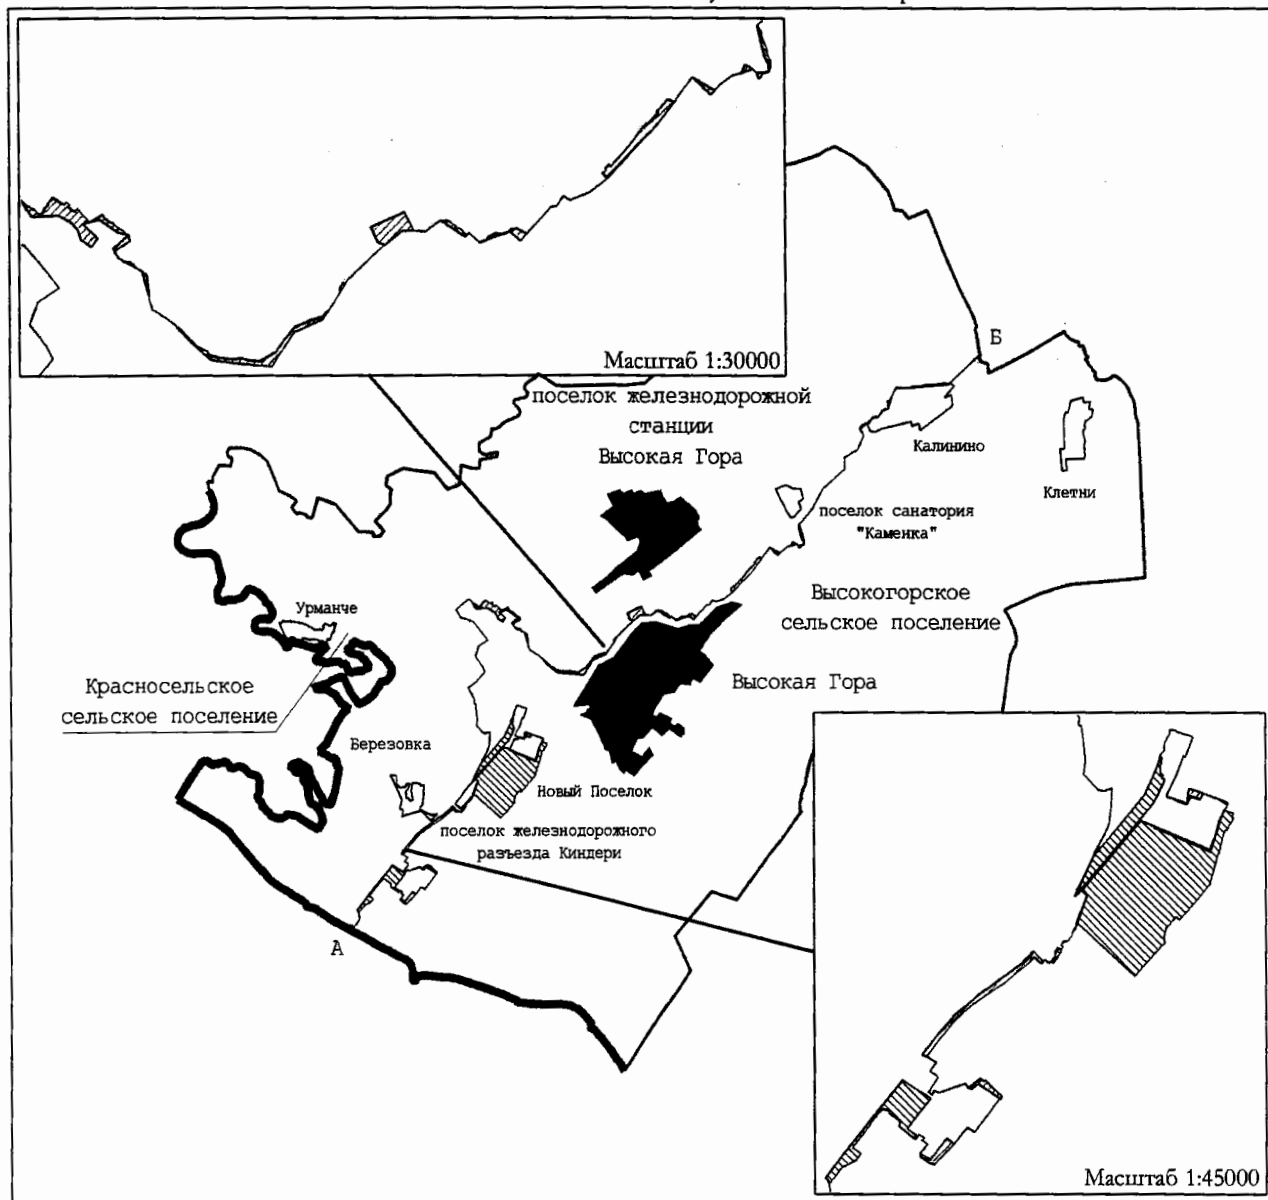 Масштаб 1:30000
Б
поселок железнодорожной
станции
Высокая Гора
Калинино
Клетни
поселок санатория
"Каменка"
Высокогорское
сельское поселение
Урманче
Красносельское
сельское поселение
Высокая Гора
Березовка
Новый Поселок
поселок железнодорожного
разъезда Киндери
А
Масштаб 1:45000